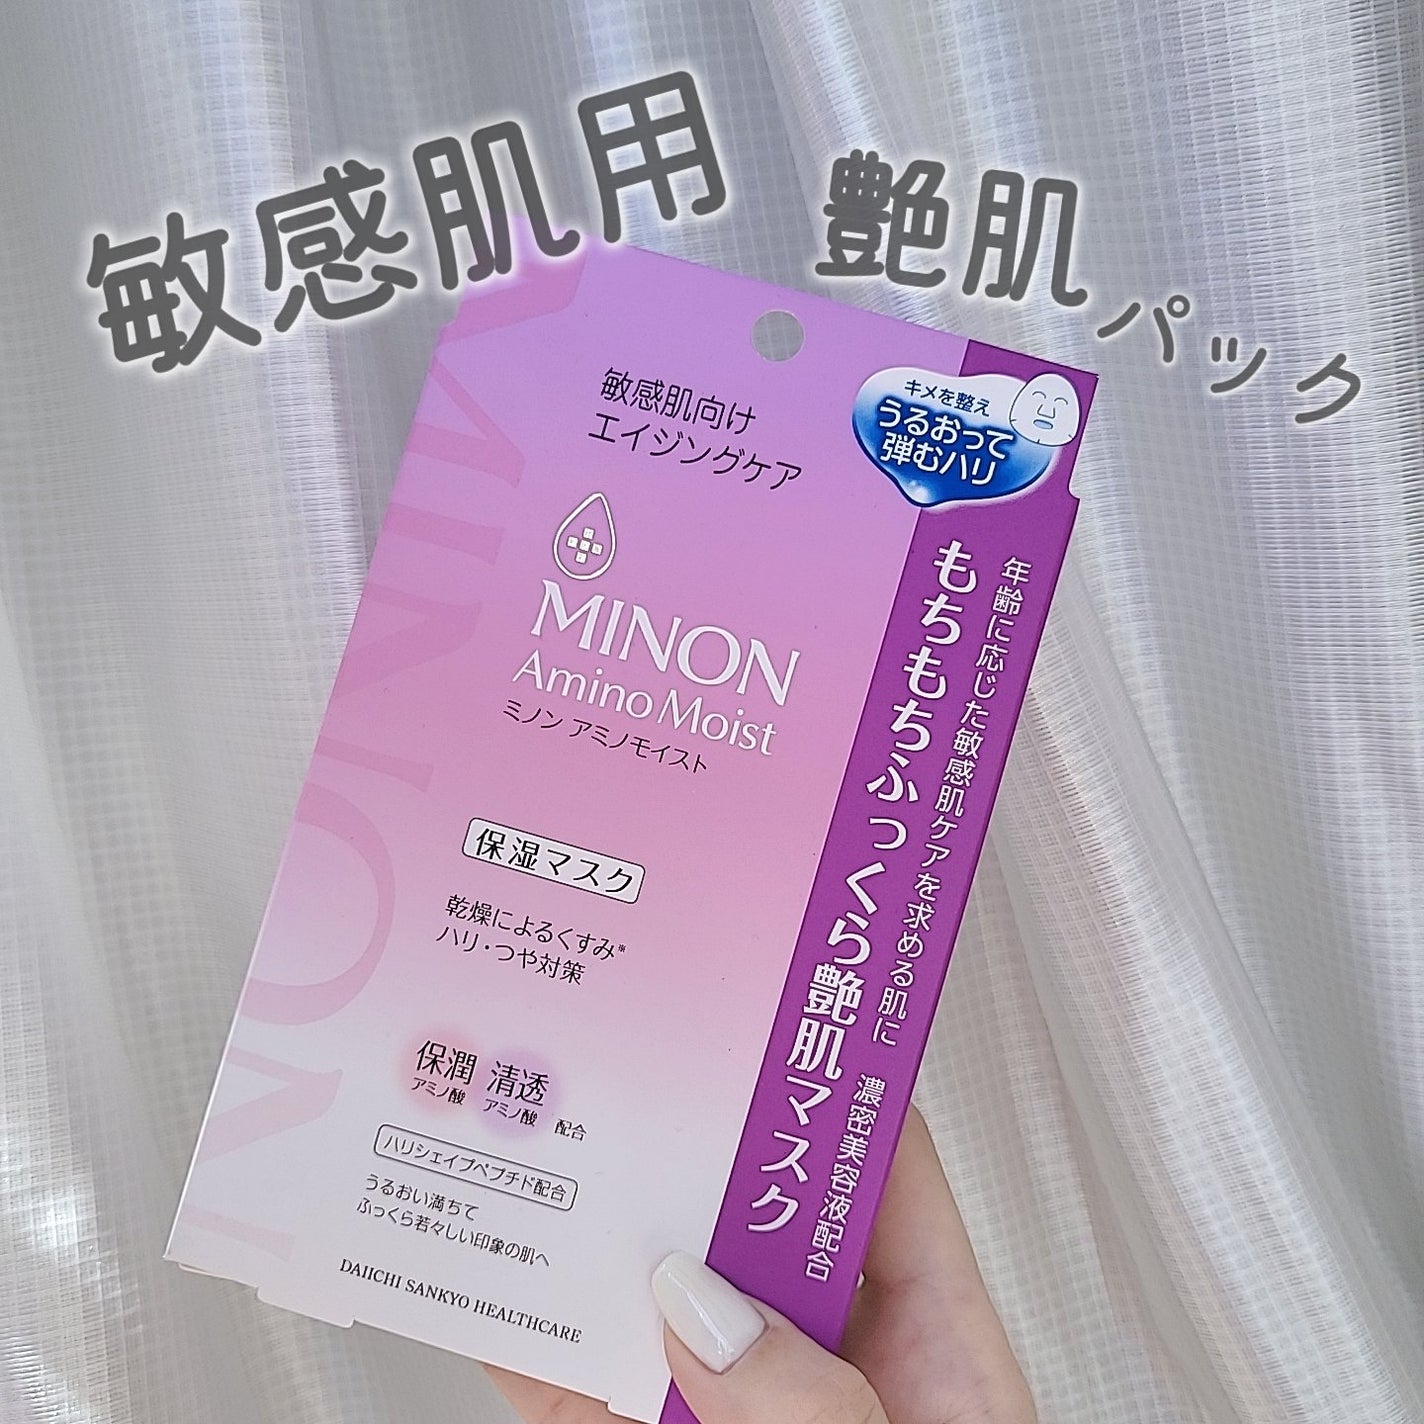 敏感肌用 艶肌パック
敏感肌向け
エイジングケア
キメを整え
うるおって
弾むハリ
MINON
Amino Moist
ミノン アミノモイスト
年齢に応じた敏感肌ケアを求める肌に 濃密美容液配合
もちもちふっくら艶肌マスク
保湿マスク
乾燥によるくすみ※
ハリ・つや対策
保潤 清透
アミノ酸 アミノ酸 配合
ハリシェイプペプチド配合
うるおい満ちて
ふっくら若々しい印象の肌へ
DAIICHI SANKYO HEALTHCARE
MINON